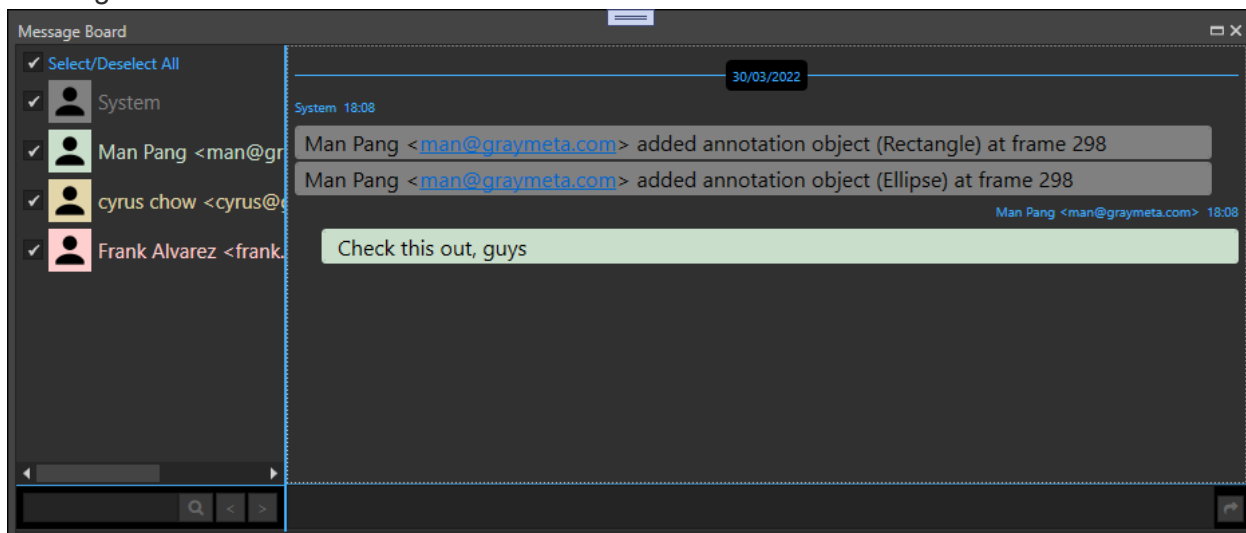 Message Board
Select/Deselect All
System
Man Pang <man@gr
cyrus chow <cyrus@
Frank Alvarez <frank.
30/03/2022
System 18:08
Man Pang <man@graymeta.com> added annotation object (Rectangle) at frame 298
Man Pang <man@graymeta.com> added annotation object (Ellipse) at frame 298
Man Pang <man@graymeta.com> 18:08
Check this out, guys
< >